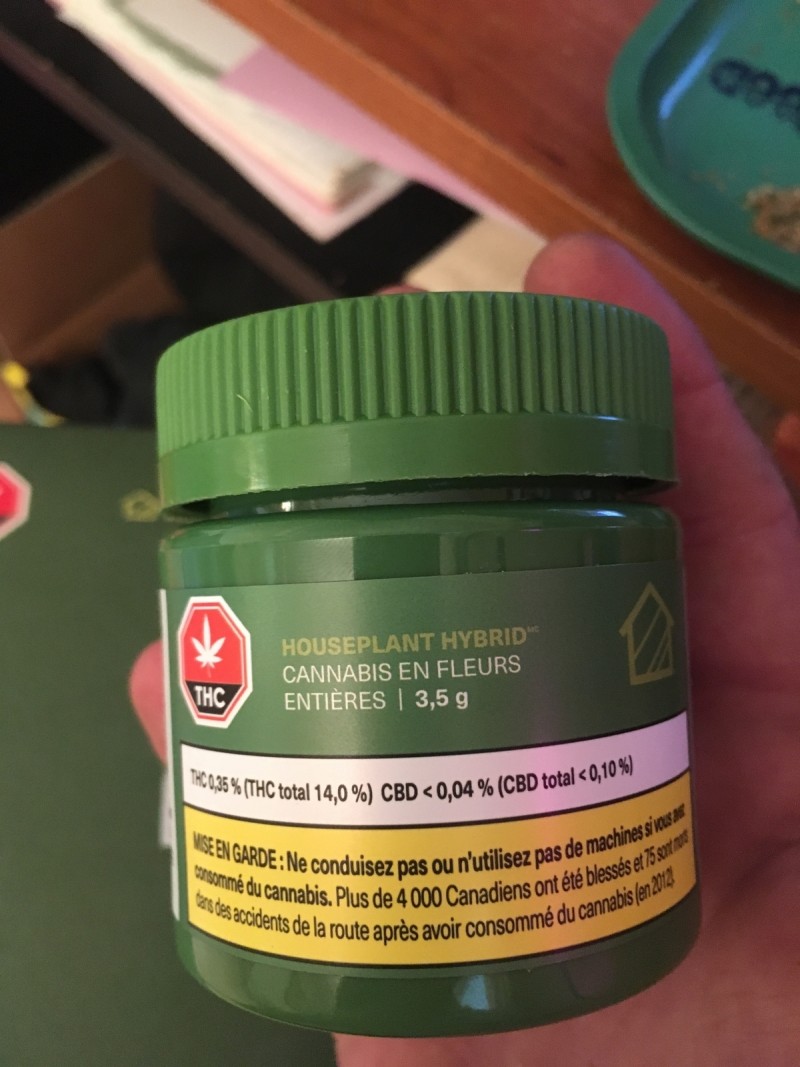 HOUSEPLANT HYBRID MC
CANNABIS EN FLEURS
ENTIÈRES | 3,5 g
THC
THC 0,35 % (THC total 14,0 %) CBD < 0,04 % (CBD total < 0,10 %)
MISE EN GARDE : Ne conduisez pas ou n'utilisez pas de machines si vous avez
consommé du cannabis. Plus de 4 000 Canadiens ont été blessés et 75 sont morts
dans des accidents de la route après avoir consommé du cannabis (en 2012).